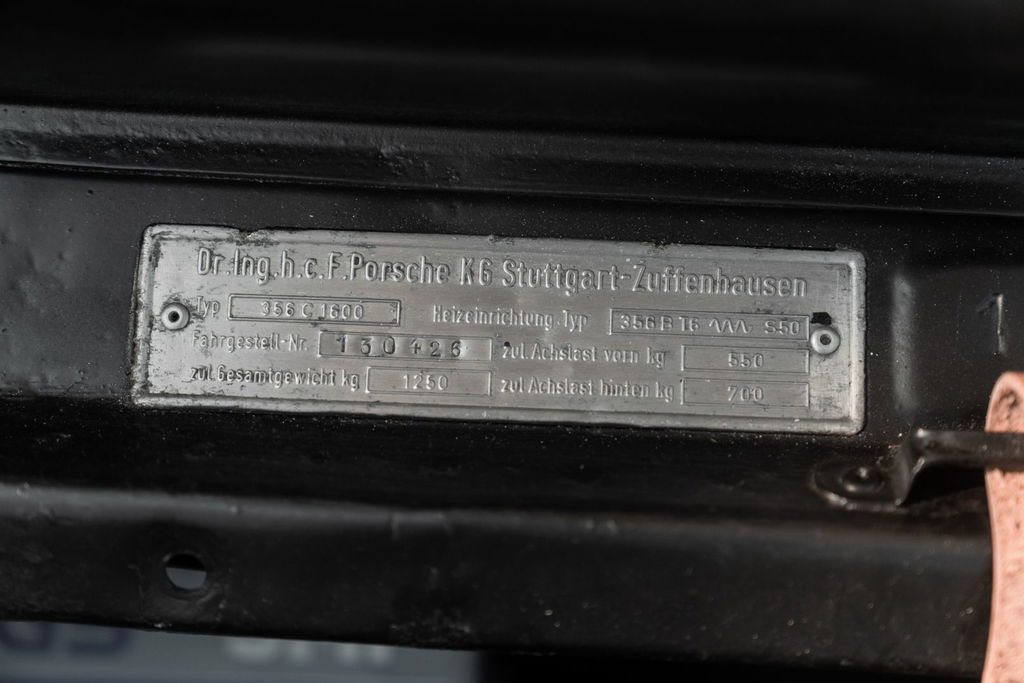 Dr. Ing. h. c. F. Porsche KG Stuttgart-Zuffenhausen
Typ 356 C 1600 Heizeinrichtung-Typ 356 B T6 S50
Fahrgestell-Nr. 130426 zul. Achslast vorn kg 550
zul. Gesamtgewicht kg 1250 zul. Achslast hinten kg 700
1